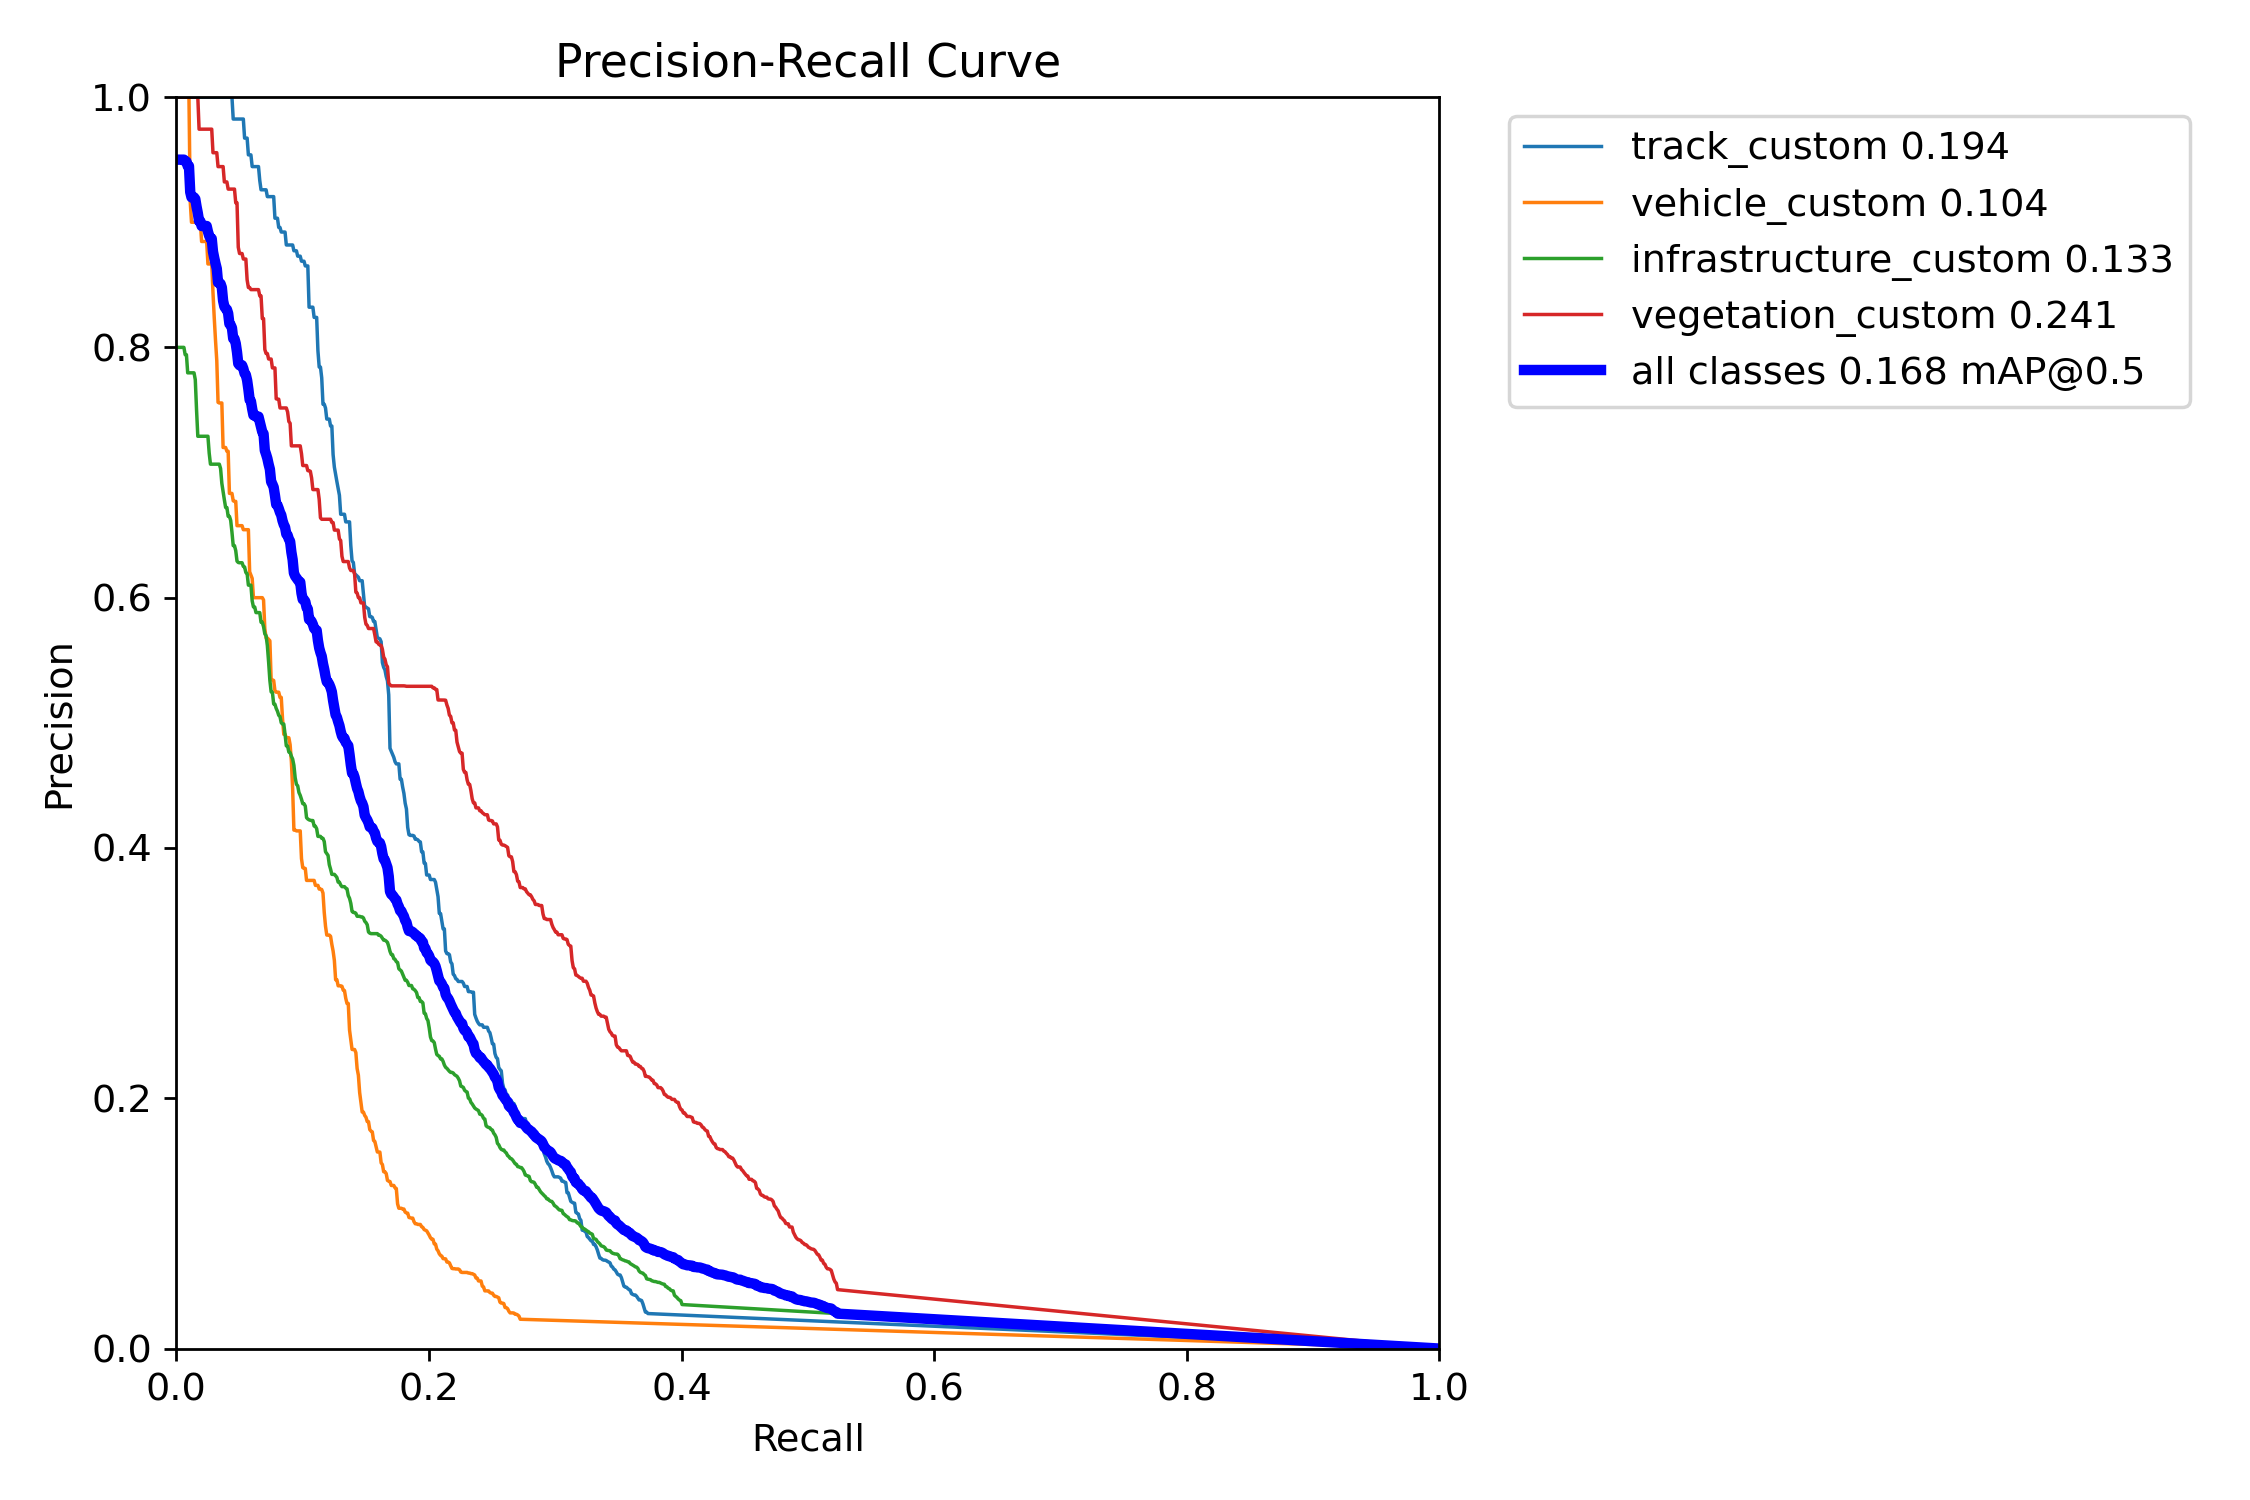 Precision-Recall Curve
1.0
0.8
0.6
0.4
0.2
0.0
Precision
0.0 0.2 0.4 0.6 0.8 1.0
Recall
track_custom 0.194
vehicle_custom 0.104
infrastructure_custom 0.133
vegetation_custom 0.241
all classes 0.168 mAP@0.5